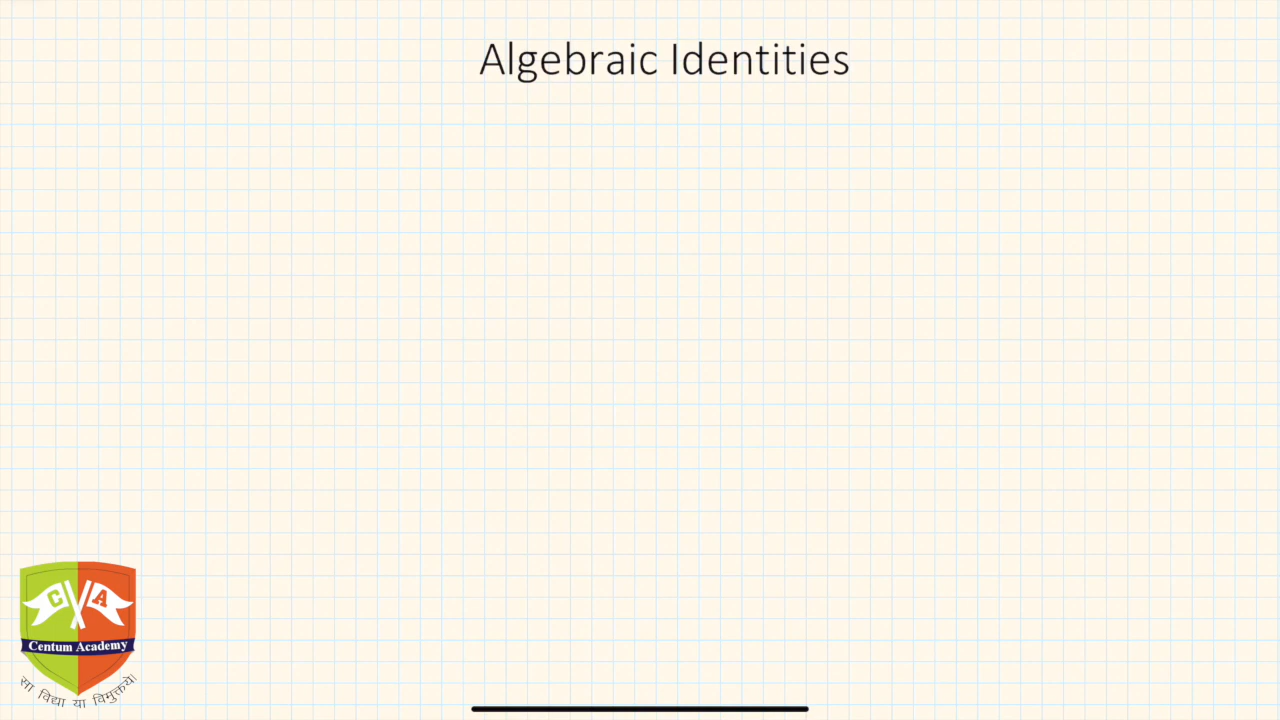 Algebraic Identities
C A
Centum Academy
सा विद्या या विमुक्तये